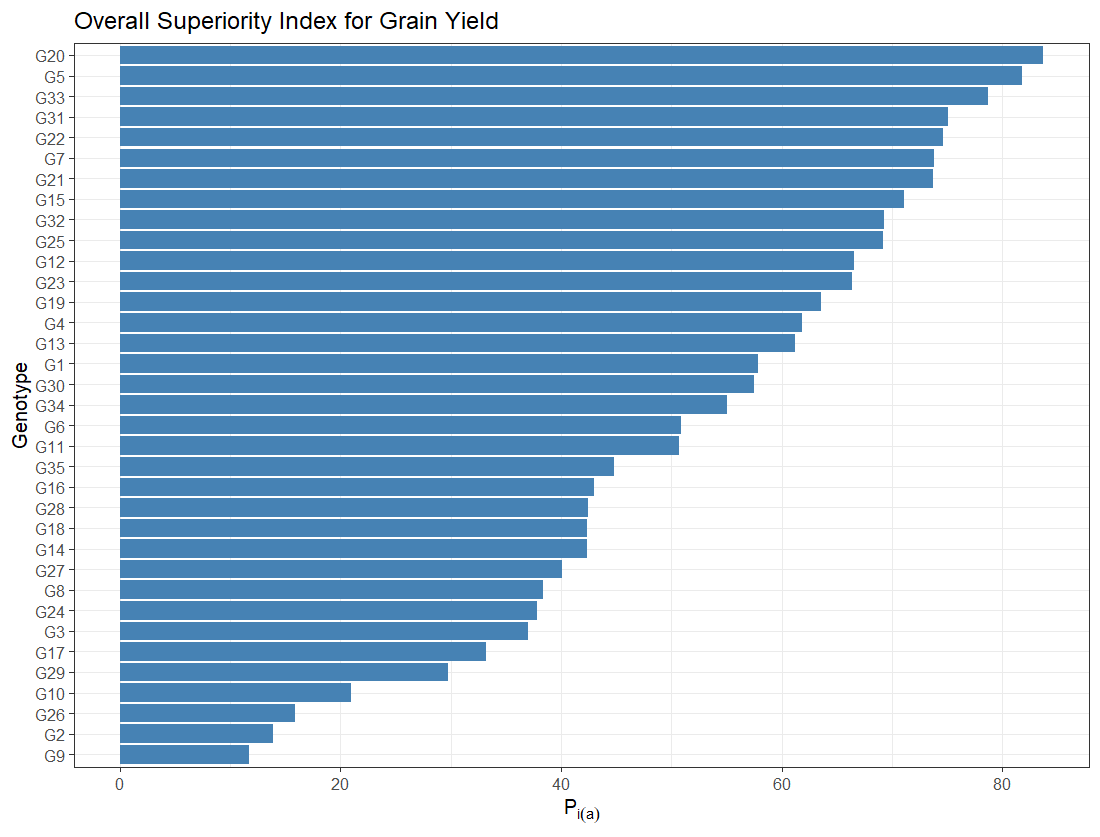 Overall Superiority Index for Grain Yield
Genotype
G20
G5
G33
G31
G22
G7
G21
G15
G32
G25
G12
G23
G19
G4
G13
G1
G30
G34
G6
G11
G35
G16
G28
G18
G14
G27
G8
G24
G3
G17
G29
G10
G26
G2
G9
0 20 40 60 80
Pi(a)